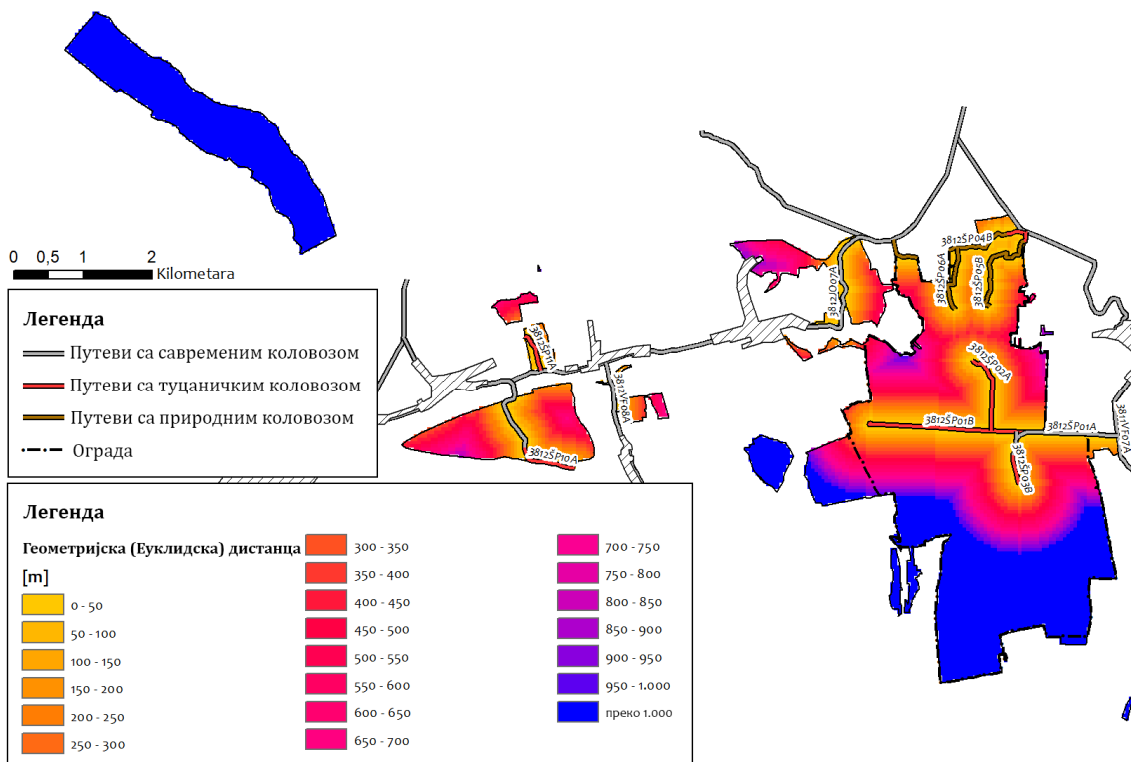 0 0,5 1 2
Kilometara
Легенда
Путеви са савременим коловозом
Путеви са туцаничким коловозом
Путеви са природним коловозом
Ограда
Легенда
Геометријска (Еуклидска) дистанца
[m]
0 - 50
50 - 100
100 - 150
150 - 200
200 - 250
250 - 300
300 - 350
350 - 400
400 - 450
450 - 500
500 - 550
550 - 600
600 - 650
650 - 700
700 - 750
750 - 800
800 - 850
850 - 900
900 - 950
950 - 1.000
преко 1.000
3812ŠP11A
3812VF08A
3812ŠP10A
3812JO07A
3812ŠP04B
3812ŠP06A
3812ŠP05B
3812ŠP02A
3812ŠP01B
3812ŠP01A
3812ŠP03B
3811VF07A